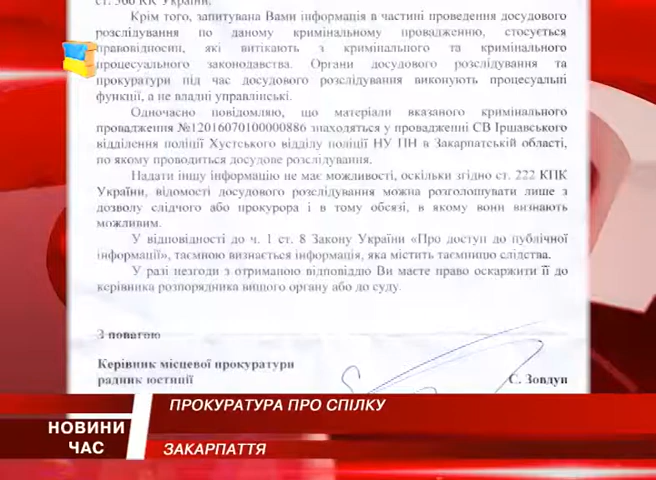 ст. 366 КК України.
Крім того, запитувана Вами інформація в частині проведення досудового
розслідування по даному кримінальному провадженню, стосується
правовідносин, які витікають з кримінального та кримінального
процесуального законодавства. Органи досудового розслідування та
прокуратури під час досудового розслідування виконують процесуальні
функції, а не владні управлінські.
Одночасно повідомляю, що матеріали вказаного кримінального
провадження №12016070100000886 знаходяться у провадженні СВ Іршавського
відділення поліції Хустського відділу поліції НУ ПН в Закарпатській області,
по якому проводиться досудове розслідування.
Надати іншу інформацію не має можливості, оскільки згідно ст. 222 КПК
України, відомості досудового розслідування можна розголошувати лише з
дозволу слідчого або прокурора і в тому обсязі, в якому вони визнають
можливим.
У відповідності до ч. 1 ст. 8 Закону України «Про доступ до публічної
інформації», таємною визнається інформація, яка містить таємницю слідства.
У разі незгоди з отриманою відповіддю Ви маєте право оскаржити її до
керівника розпорядника вищого органу або до суду.
З повагою
Керівник місцевої прокуратури
радник юстиції С. Зовдун
ПРОКУРАТУРА ПРО СПІЛКУ
НОВИНИ
ЧАС
ЗАКАРПАТТЯ